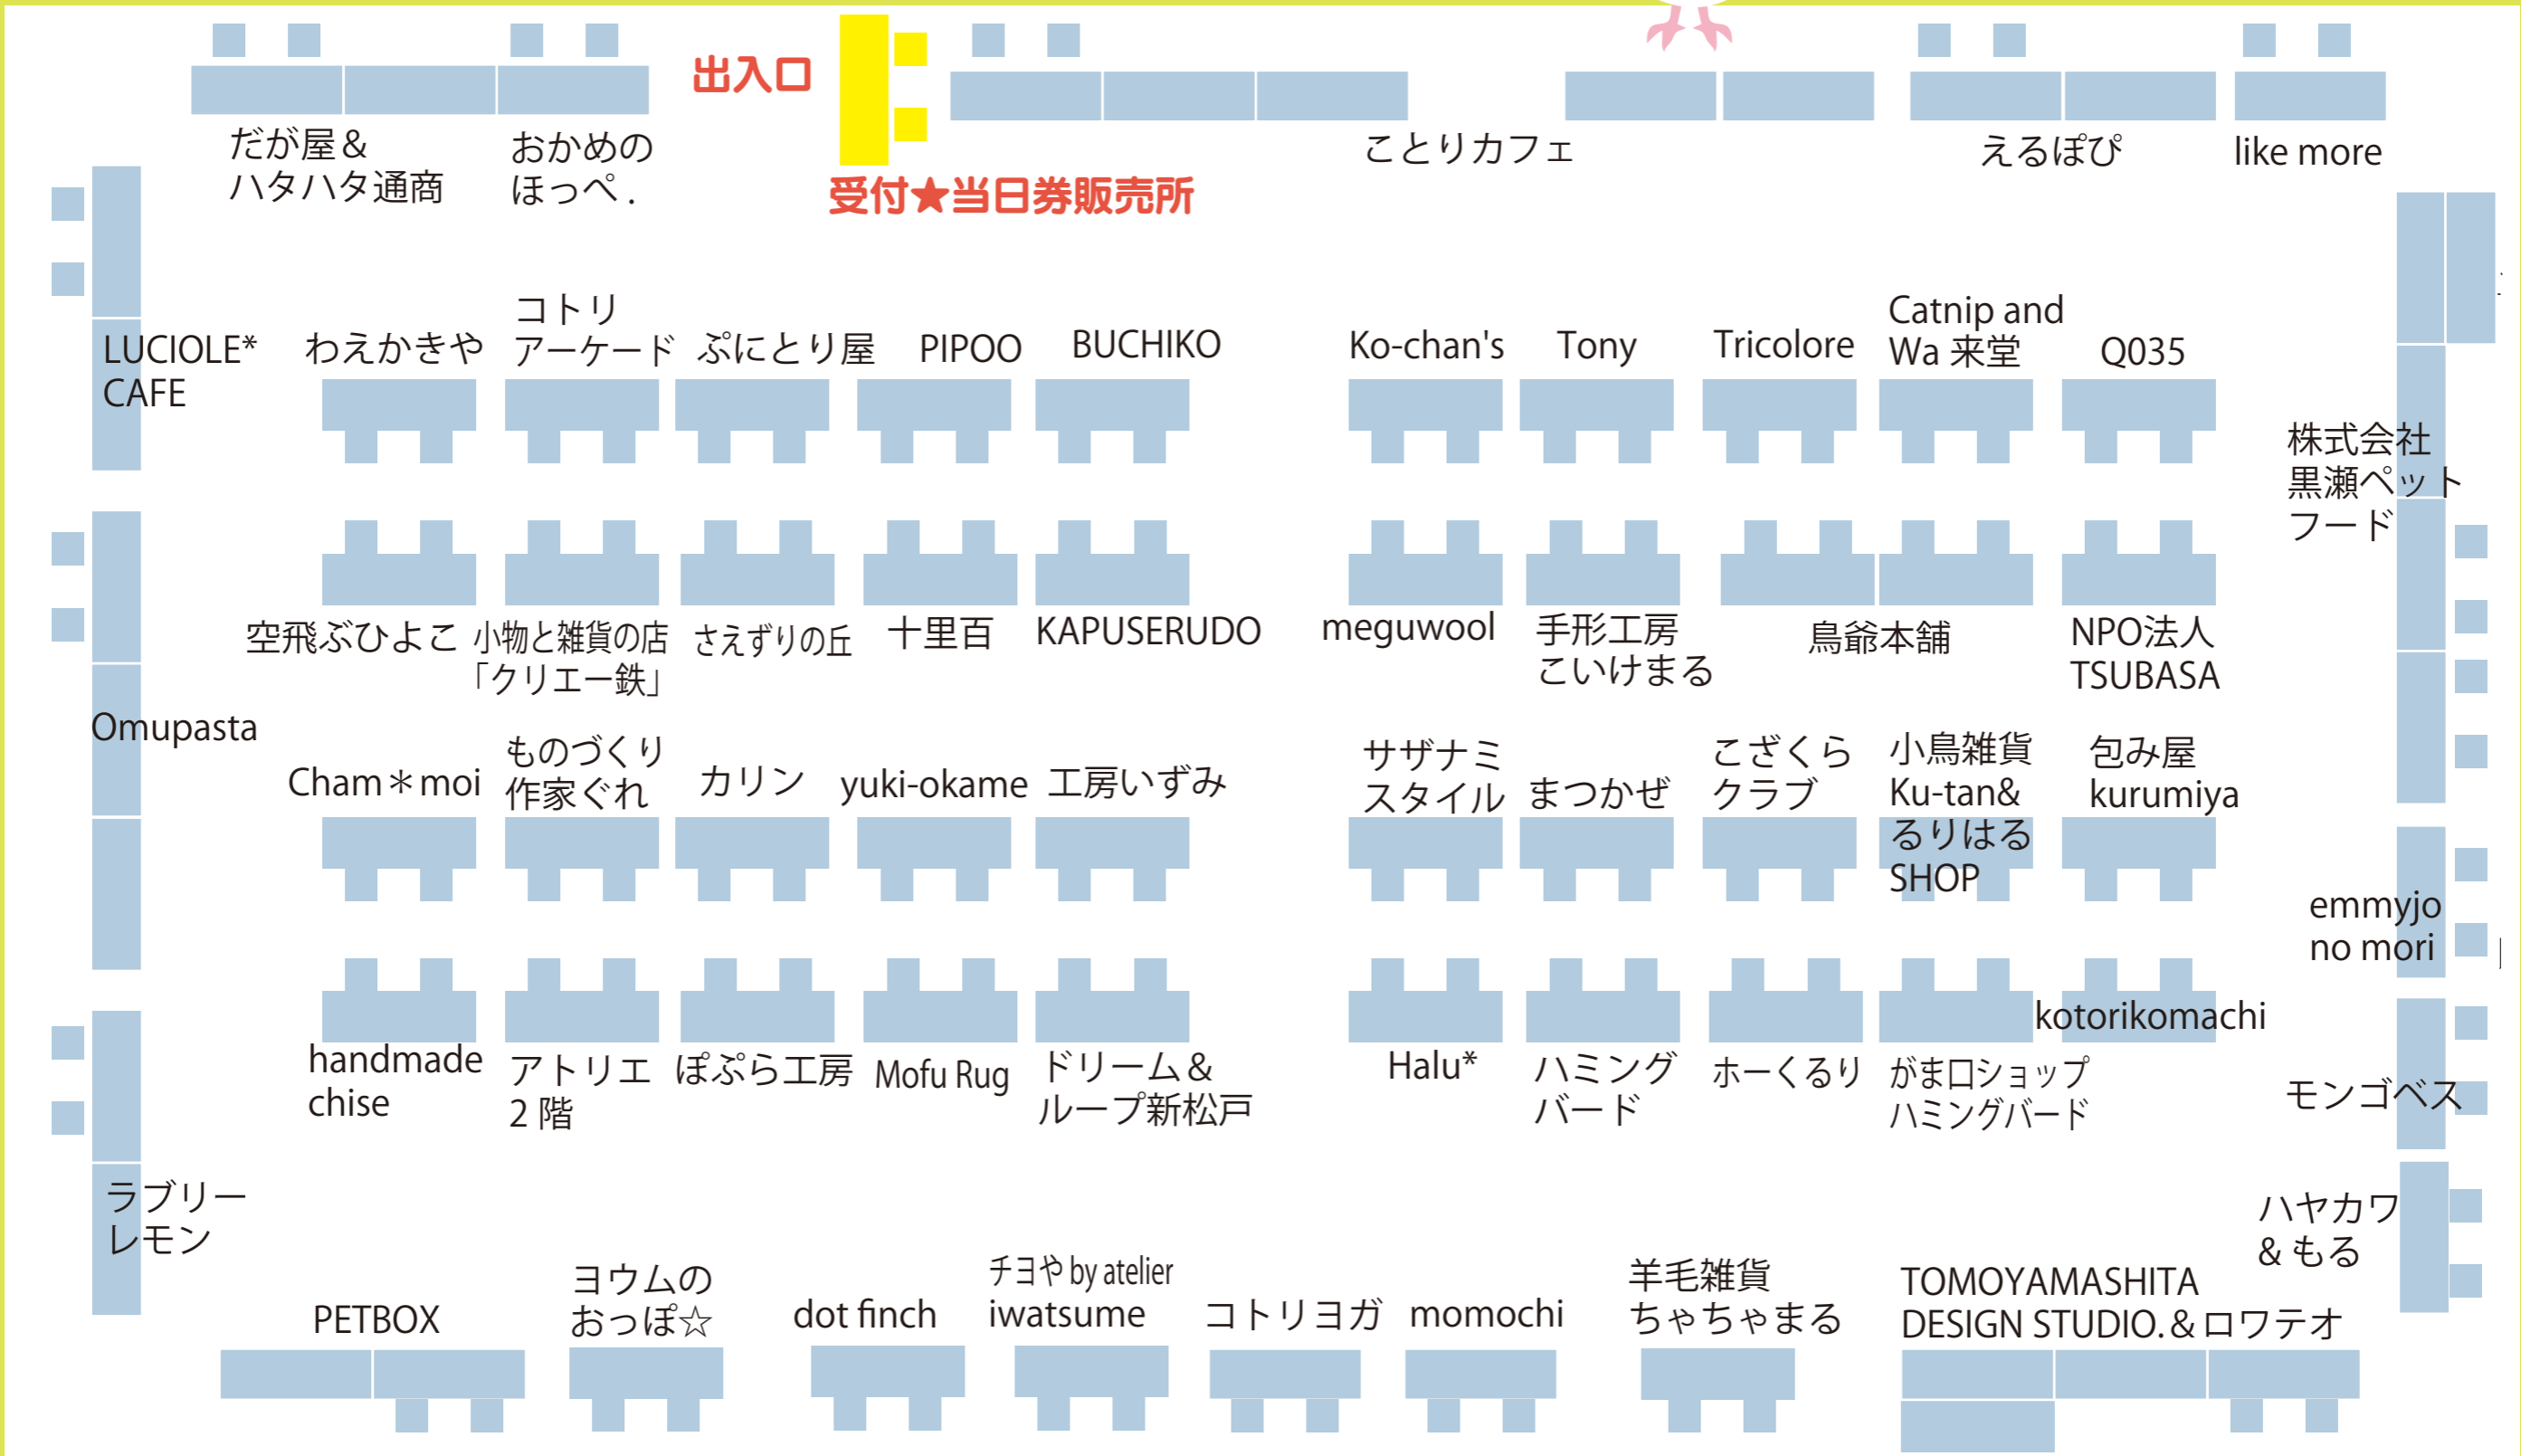 出入口
受付★当日券販売所
だが屋＆
ハタハタ通商
おかめの
ほっぺ .
ことりカフェ
えるぽぴ
like more
LUCIOLE*
CAFE
わえかきや
コトリ
アーケード
ぷにとり屋
PIPOO
BUCHIKO
Ko-chan's
Tony
Tricolore
Catnip and
Wa 来堂
Q035
株式会社
黒瀬ペット
フード
空飛ぶひよこ
小物と雑貨の店
「クリエー鉄」
さえずりの丘
十里百
KAPUSERUDO
meguwool
手形工房
こいけまる
鳥爺本舗
NPO法人
TSUBASA
Omupasta
Cham＊moi
ものづくり
作家ぐれ
カリン
yuki-okame
工房いずみ
サザナミ
スタイル
まつかぜ
こざくら
クラブ
小鳥雑貨
Ku-tan&
るりはる
SHOP
包み屋
kurumiya
emmyjo
no mori
handmade
chise
アトリエ
2 階
ぽぷら工房
Mofu Rug
ドリーム＆
ループ新松戸
Halu*
ハミング
バード
ホーくるり
がま口ショップ
ハミングバード
kotorikomachi
モンゴベス
ラブリー
レモン
ハヤカワ
& もる
PETBOX
ヨウムの
おっぽ☆
dot finch
チヨや by atelier
iwatsume
コトリヨガ
momochi
羊毛雑貨
ちゃちゃまる
TOMOYAMASHITA
DESIGN STUDIO.＆ロワテオ